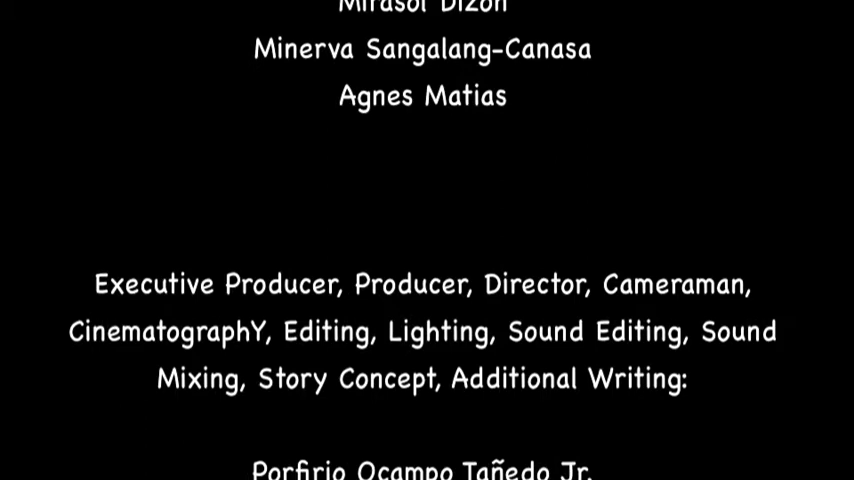 Mirasol Dizon
Minerva Sangalang-Canasa
Agnes Matias
Executive Producer, Producer, Director, Cameraman,
CinematographY, Editing, Lighting, Sound Editing, Sound
Mixing, Story Concept, Additional Writing:
Porfirio Ocampo Tañedo Jr.